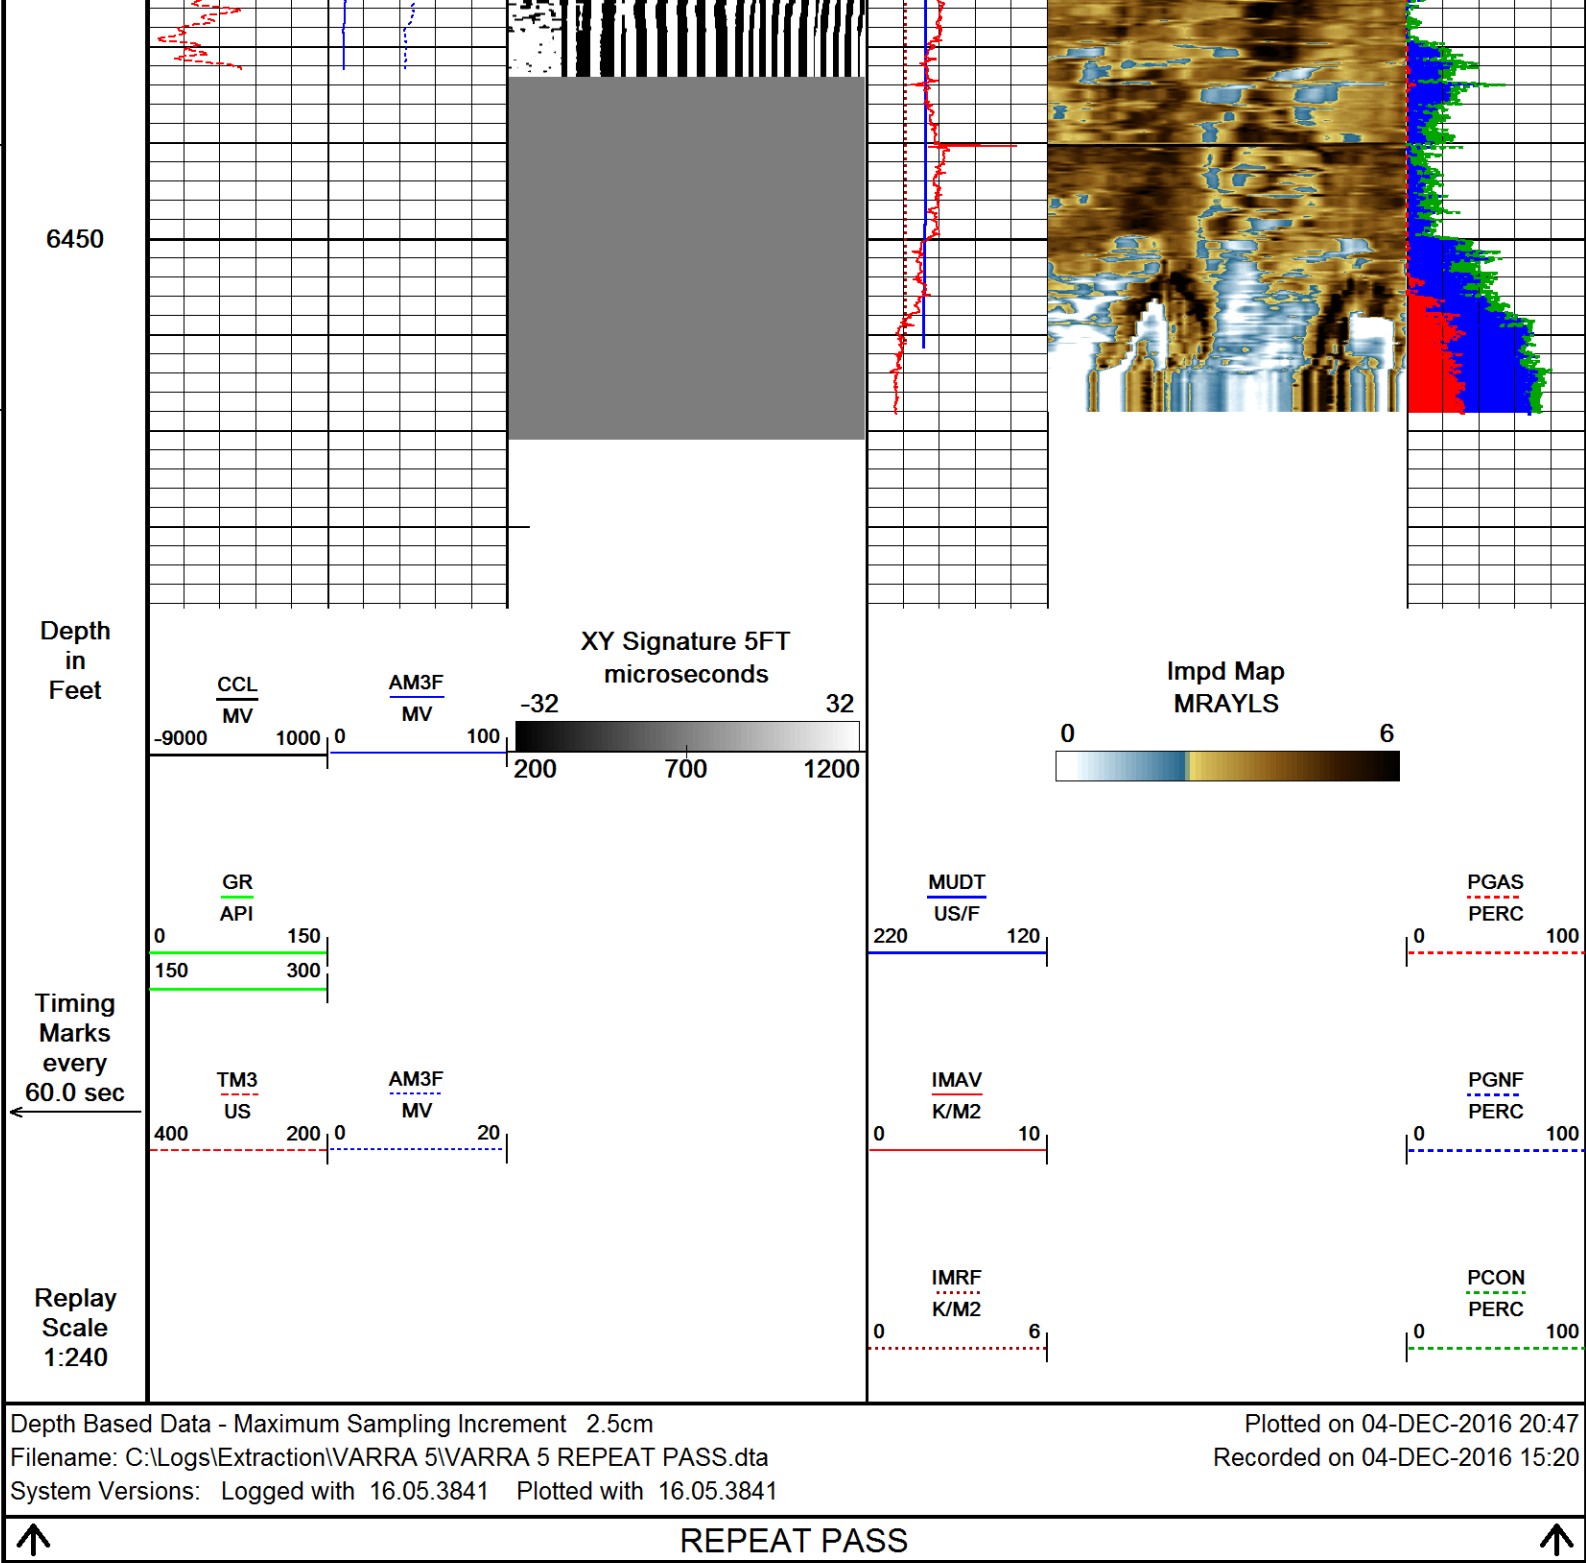 6450
Depth
in
Feet
CCL
MV
-9000 1000
AM3F
MV
0 100
XY Signature 5FT
microseconds
-32 32
200 700 1200
Impd Map
MRAYLS
0 6
GR
API
0 150
150 300
MUDT
US/F
220 120
PGAS
PERC
0 100
Timing
Marks
every
60.0 sec
TM3
US
400 200
AM3F
MV
0 20
IMAV
K/M2
0 10
PGNF
PERC
0 100
Replay
Scale
1:240
IMRF
K/M2
0 6
PCON
PERC
0 100
Depth Based Data - Maximum Sampling Increment 2.5cm
Plotted on 04-DEC-2016 20:47
Filename: C:\Logs\Extraction\VARRA 5\VARRA 5 REPEAT PASS.dta
Recorded on 04-DEC-2016 15:20
System Versions: Logged with 16.05.3841 Plotted with 16.05.3841
REPEAT PASS